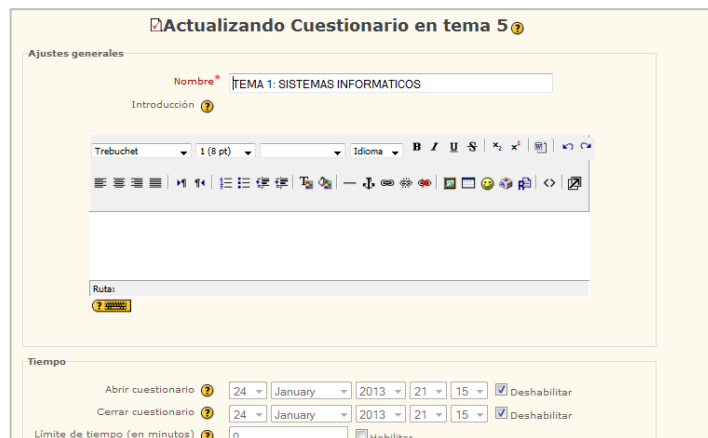 Actualizando Cuestionario en tema 5
Ajustes generales
Nombre* TEMA 1: SISTEMAS INFORMATICOS
Introducción
Trebuchet 1 (8 pt) Idioma B I U S x₂ x²
Ruta:
Tiempo
Abrir cuestionario 24 January 2013 21 15 Deshabilitar
Cerrar cuestionario 24 January 2013 21 15 Deshabilitar
Límite de tiempo (en minutos) 0 Habilitar